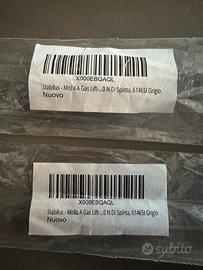 X000EBQAQL
Stabilus - Molla A Gas Lift-...0 N Di Spinta, 6146SI Grigio
Nuovo
X000EBQAQL
Stabilus - Molla A Gas Lift-...0 N Di Spinta, 6146SI Grigio
Nuovo
subito